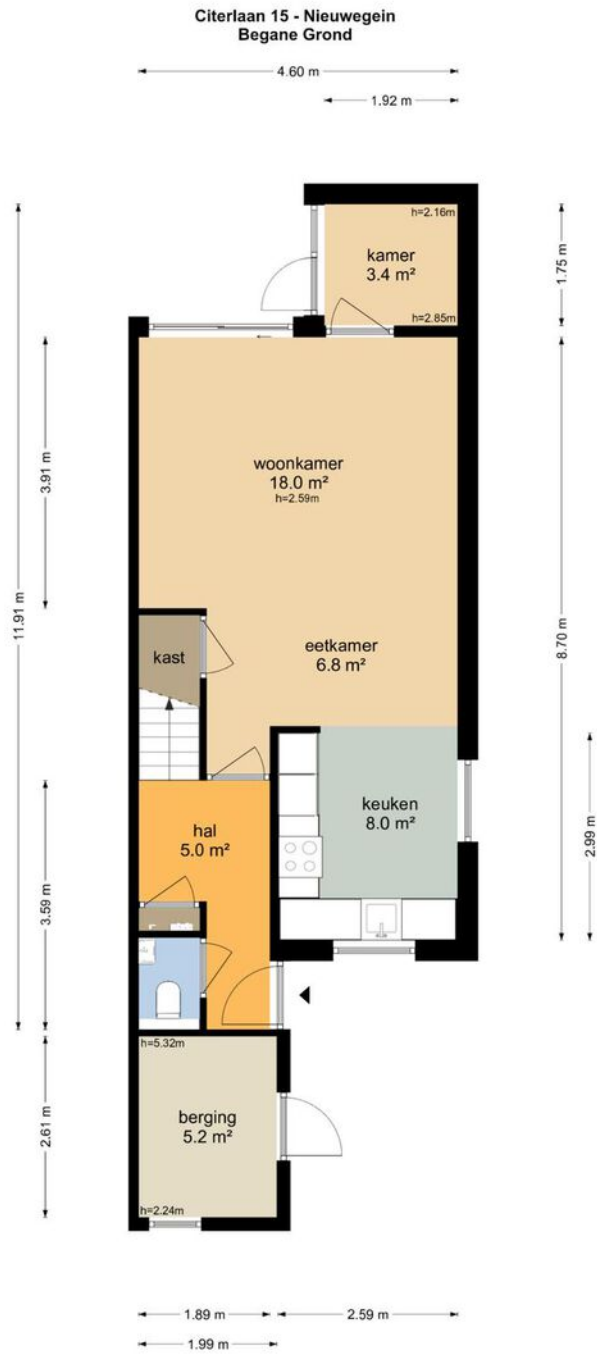 Citerlaan 15 - Nieuwegein
Begane Grond
4.60 m
1.92 m
h=2.16m
kamer
3.4 m²
h=2.85m
1.75 m
woonkamer
18.0 m²
h=2.59m
3.91 m
11.91 m
eetkamer
6.8 m²
8.70 m
kast
keuken
8.0 m²
hal
5.0 m²
2.99 m
3.59 m
h=5.32m
berging
5.2 m²
h=2.24m
2.61 m
1.89 m
2.59 m
1.99 m